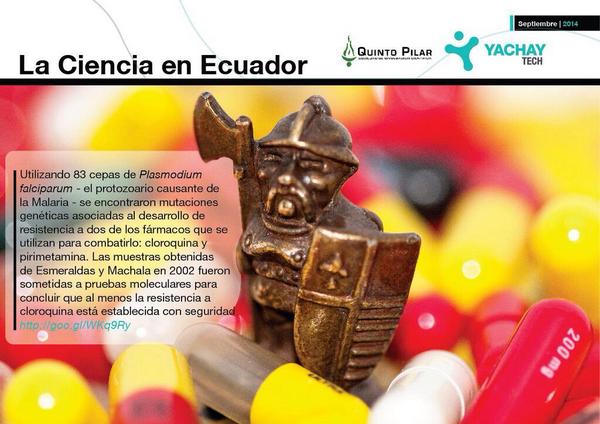 Septiembre | 2014
La Ciencia en Ecuador
QUINTO PILAR
YACHAY
TECH
Utilizando 83 cepas de Plasmodium
falciparum - el protozoario causante de
la Malaria - se encontraron mutaciones
genéticas asociadas al desarrollo de
resistencia a dos de los fármacos que se
utilizan para combatirlo: cloroquina y
pirimetamina. Las muestras obtenidas
de Esmeraldas y Machala en 2002 fueron
sometidas a pruebas moleculares para
concluir que al menos la resistencia a
cloroquina está establecida con seguridad
http://goo.gl/WKq9Ry
200 mg